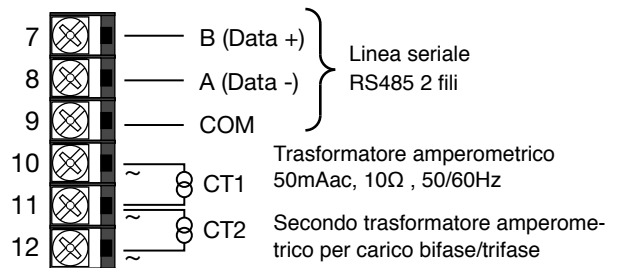 7 B (Data +)
8 A (Data -)
9 COM
Linea seriale
RS485 2 fili
10 ~
11 ~
12 ~
CT1
CT2
Trasformatore amperometrico
50mAac, 10Ω , 50/60Hz
Secondo trasformatore amperome-
trico per carico bifase/trifase